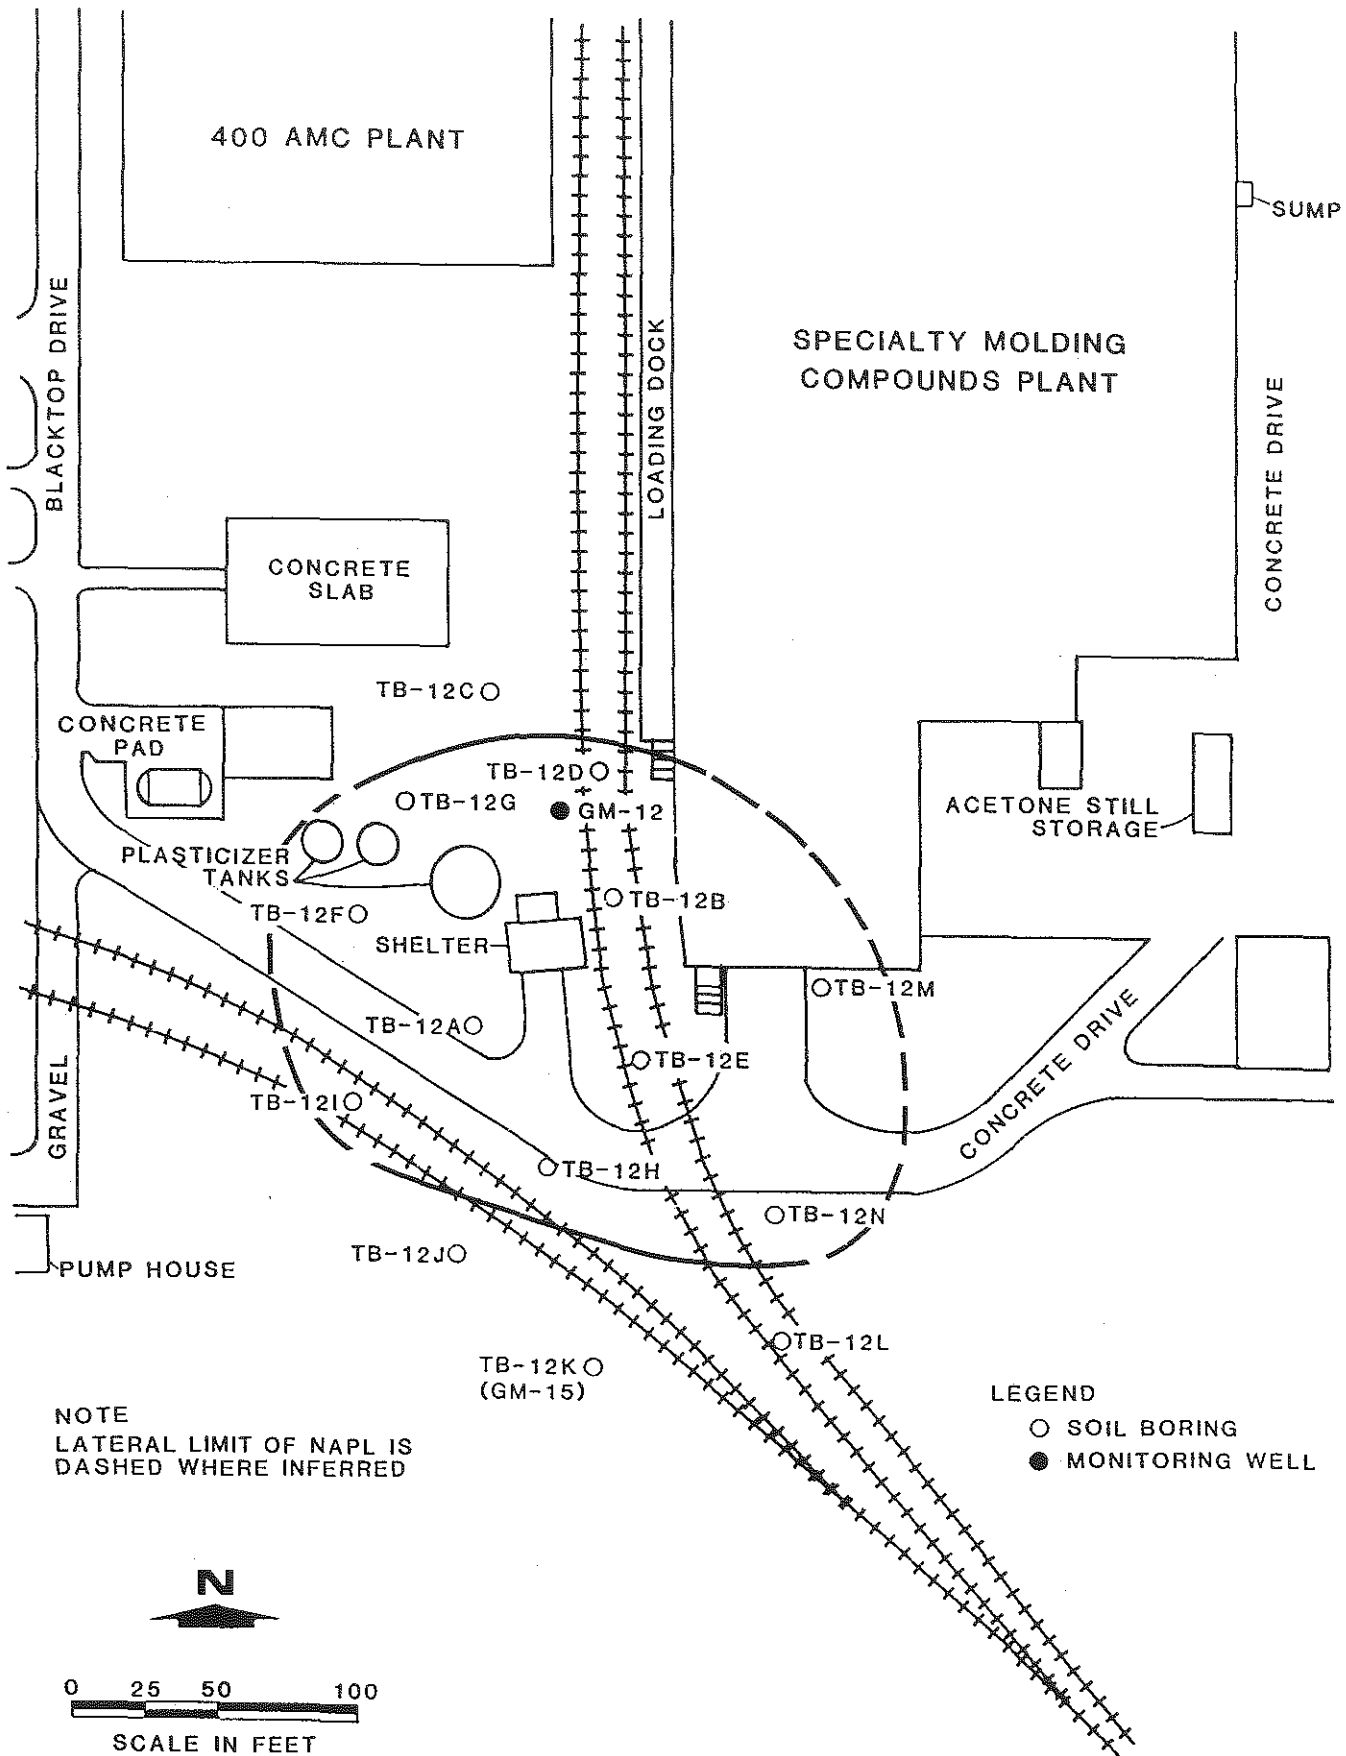 400 AMC PLANT
SUMP
BLACKTOP DRIVE
LOADING DOCK
SPECIALTY MOLDING
COMPOUNDS PLANT
CONCRETE DRIVE
CONCRETE
SLAB
TB-12C
CONCRETE
PAD
TB-12D
TB-12G
GM-12
ACETONE STILL
STORAGE
PLASTICIZER
TANKS
TB-12B
TB-12F
SHELTER
TB-12M
TB-12A
TB-12E
CONCRETE DRIVE
GRAVEL
TB-12I
TB-12H
TB-12N
TB-12J
PUMP HOUSE
TB-12L
TB-12K
(GM-15)
LEGEND
SOIL BORING
MONITORING WELL
NOTE
LATERAL LIMIT OF NAPL IS
DASHED WHERE INFERRED
N
0 25 50 100
SCALE IN FEET